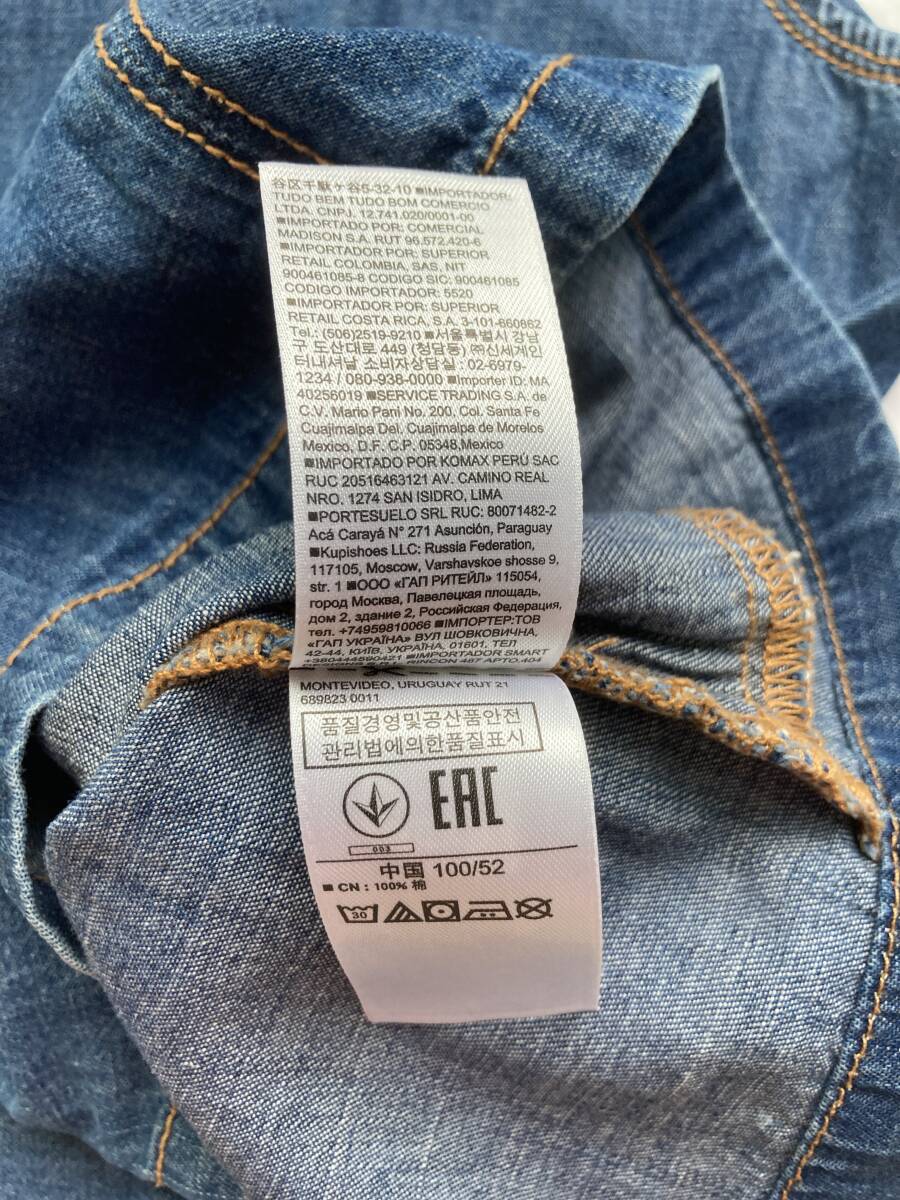 谷区千駄ケ谷5-32-10 ■IMPORTADOR:
TUDO BEM TUDO BOM COMERCIO
LTDA. CNPJ. 12.741.020/0001-00
■IMPORTADO POR: COMERCIAL
MADISON S.A. RUT 96.572.420-6
■IMPORTADOR POR: SUPERIOR
RETAIL COLOMBIA, SAS, NIT
900461085-8 CODIGO SIC: 900461085
CODIGO IMPORTADOR: 5520
■IMPORTADO POR: SUPERIOR
RETAIL COSTA RICA, S.A, 3-101-660862
Tel.: (506)2519-9210 ■서울특별시 강남
구 도산대로 449 (청담동) ㈜신세계인
터내셔날 소비자상담실 : 02-6979-
1234 / 080-938-0000 ■Importer ID: MA
40256019 ■SERVICE TRADING S.A. de
C.V. Mario Pani No. 200, Col. Santa Fe
Cuajimalpa Del. Cuajimalpa de Morelos
Mexico, D.F. C.P. 05348,Mexico
■IMPORTADO POR KOMAX PERÚ SAC
RUC 20516463121 AV. CAMINO REAL
NRO. 1274 SAN ISIDRO, LIMA
■PORTESUELO SRL RUC: 80071482-2
Acá Carayá N° 271 Asunción, Paraguay
■Kupishoes LLC: Russia Federation,
117105, Moscow, Varshavskoe shosse 9,
str. 1 ■ООО «ГАП РИТЕЙЛ» 115054,
город Москва, Павелецкая площадь,
дом 2, здание 2, Российская Федерация,
тел. +74959810066 ■ІМПОРТЕР:ТОВ
«ГАП УКРАЇНА» ВУЛ ШОВКОВИЧНА,
42-44, КИЇВ, УКРАЇНА, 01601, ТЕЛ
+380444590421 ■IMPORTADOR SMART
RINCON 487 APTO.404
MONTEVIDEO, URUGUAY RUT 21
689823 0011
품질경영및공산품안전
관리법에의한품질표시
EAC
003
中国 100/52
■ CN : 100% 棉
30